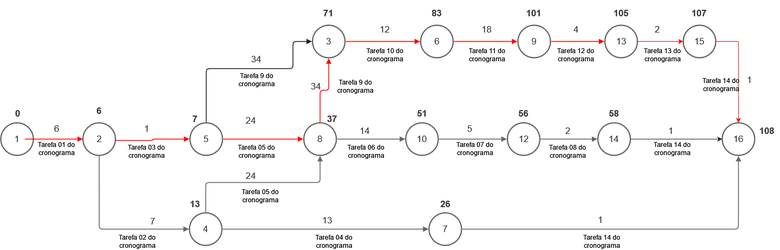 71
83
101
105
107
12
18
4
2
3
6
9
13
15
Tarefa 10 do
cronograma
Tarefa 11 do
cronograma
Tarefa 12 do
cronograma
Tarefa 13 do
cronograma
34
Tarefa 9 do
cronograma
34
Tarefa 9 do
cronograma
Tarefa 14 do
cronograma
1
0
6
7
37
51
56
58
108
6
1
24
14
5
2
1
1
2
5
8
10
12
14
16
Tarefa 01 do
cronograma
Tarefa 03 do
cronograma
Tarefa 05 do
cronograma
Tarefa 06 do
cronograma
Tarefa 07 do
cronograma
Tarefa 08 do
cronograma
Tarefa 14 do
cronograma
24
Tarefa 05 do
cronograma
13
26
7
13
1
4
7
Tarefa 02 do
cronograma
Tarefa 04 do
cronograma
Tarefa 14 do
cronograma